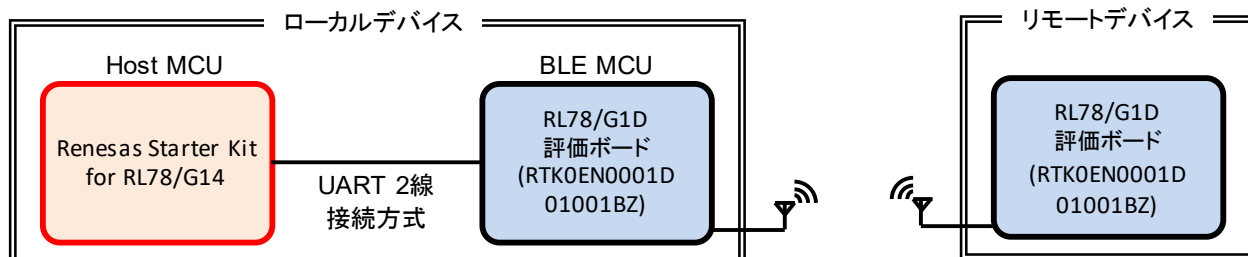 ローカルデバイス
リモートデバイス
Host MCU
BLE MCU
Renesas Starter Kit
for RL78/G14
UART 2線
接続方式
RL78/G1D
評価ボード
(RTK0EN0001D
01001BZ)
RL78/G1D
評価ボード
(RTK0EN0001D
01001BZ)